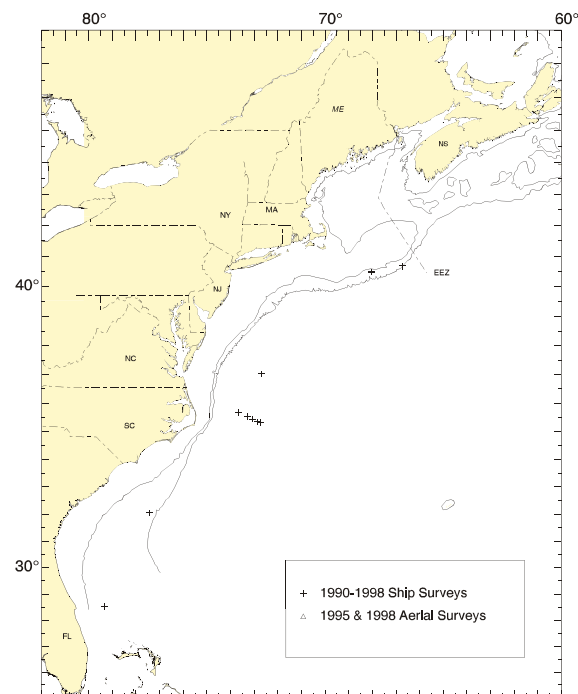 80° 70° 60°
ME
NS
NY MA
EEZ
40°
NJ
NC
SC
30°
1990-1998 Ship Surveys
1995 & 1998 Aerial Surveys
FL